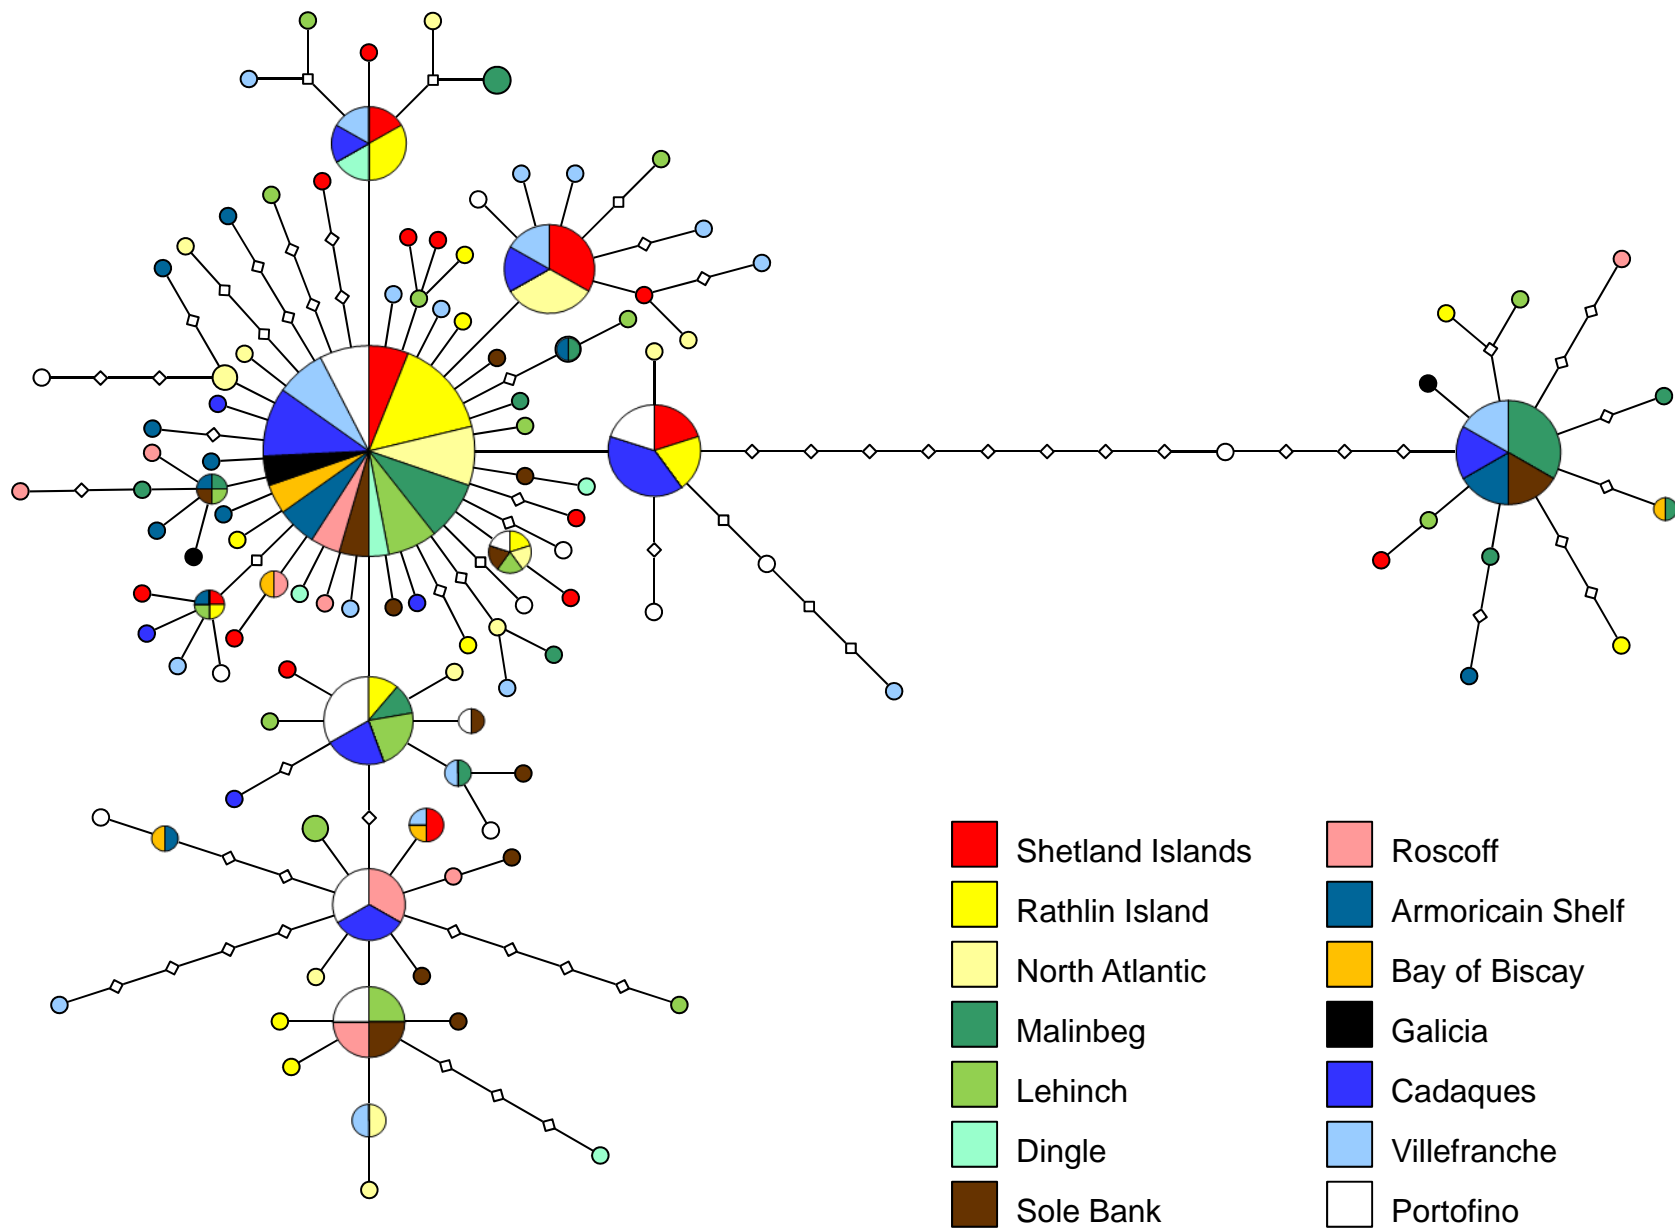 Shetland Islands
Rathlin Island
North Atlantic
Malinbeg
Lehinch
Dingle
Sole Bank
Roscoff
Armoricain Shelf
Bay of Biscay
Galicia
Cadaques
Villefranche
Portofino